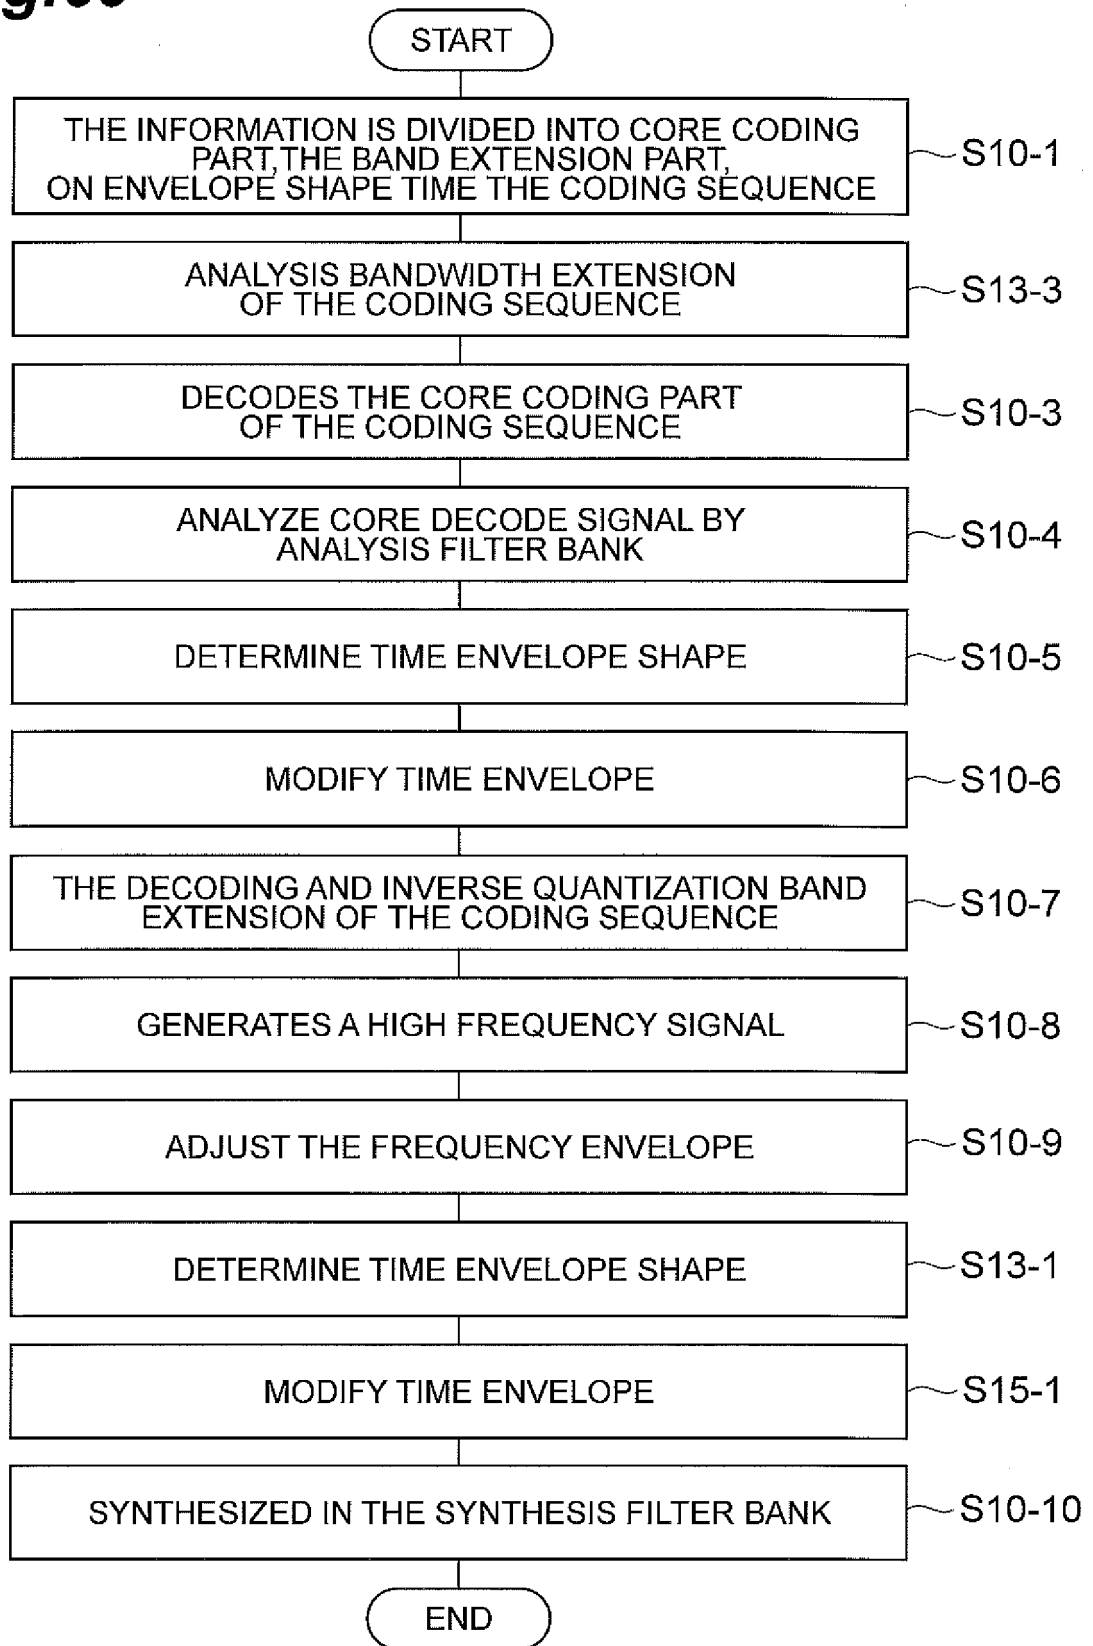 START
THE INFORMATION IS DIVIDED INTO CORE CODING
PART, THE BAND EXTENSION PART,
ON ENVELOPE SHAPE TIME THE CODING SEQUENCE
S10-1
ANALYSIS BANDWIDTH EXTENSION
OF THE CODING SEQUENCE
S13-3
DECODES THE CORE CODING PART
OF THE CODING SEQUENCE
S10-3
ANALYZE CORE DECODE SIGNAL BY
ANALYSIS FILTER BANK
S10-4
DETERMINE TIME ENVELOPE SHAPE
S10-5
MODIFY TIME ENVELOPE
S10-6
THE DECODING AND INVERSE QUANTIZATION BAND
EXTENSION OF THE CODING SEQUENCE
S10-7
GENERATES A HIGH FREQUENCY SIGNAL
S10-8
ADJUST THE FREQUENCY ENVELOPE
S10-9
DETERMINE TIME ENVELOPE SHAPE
S13-1
MODIFY TIME ENVELOPE
S15-1
SYNTHESIZED IN THE SYNTHESIS FILTER BANK
S10-10
END